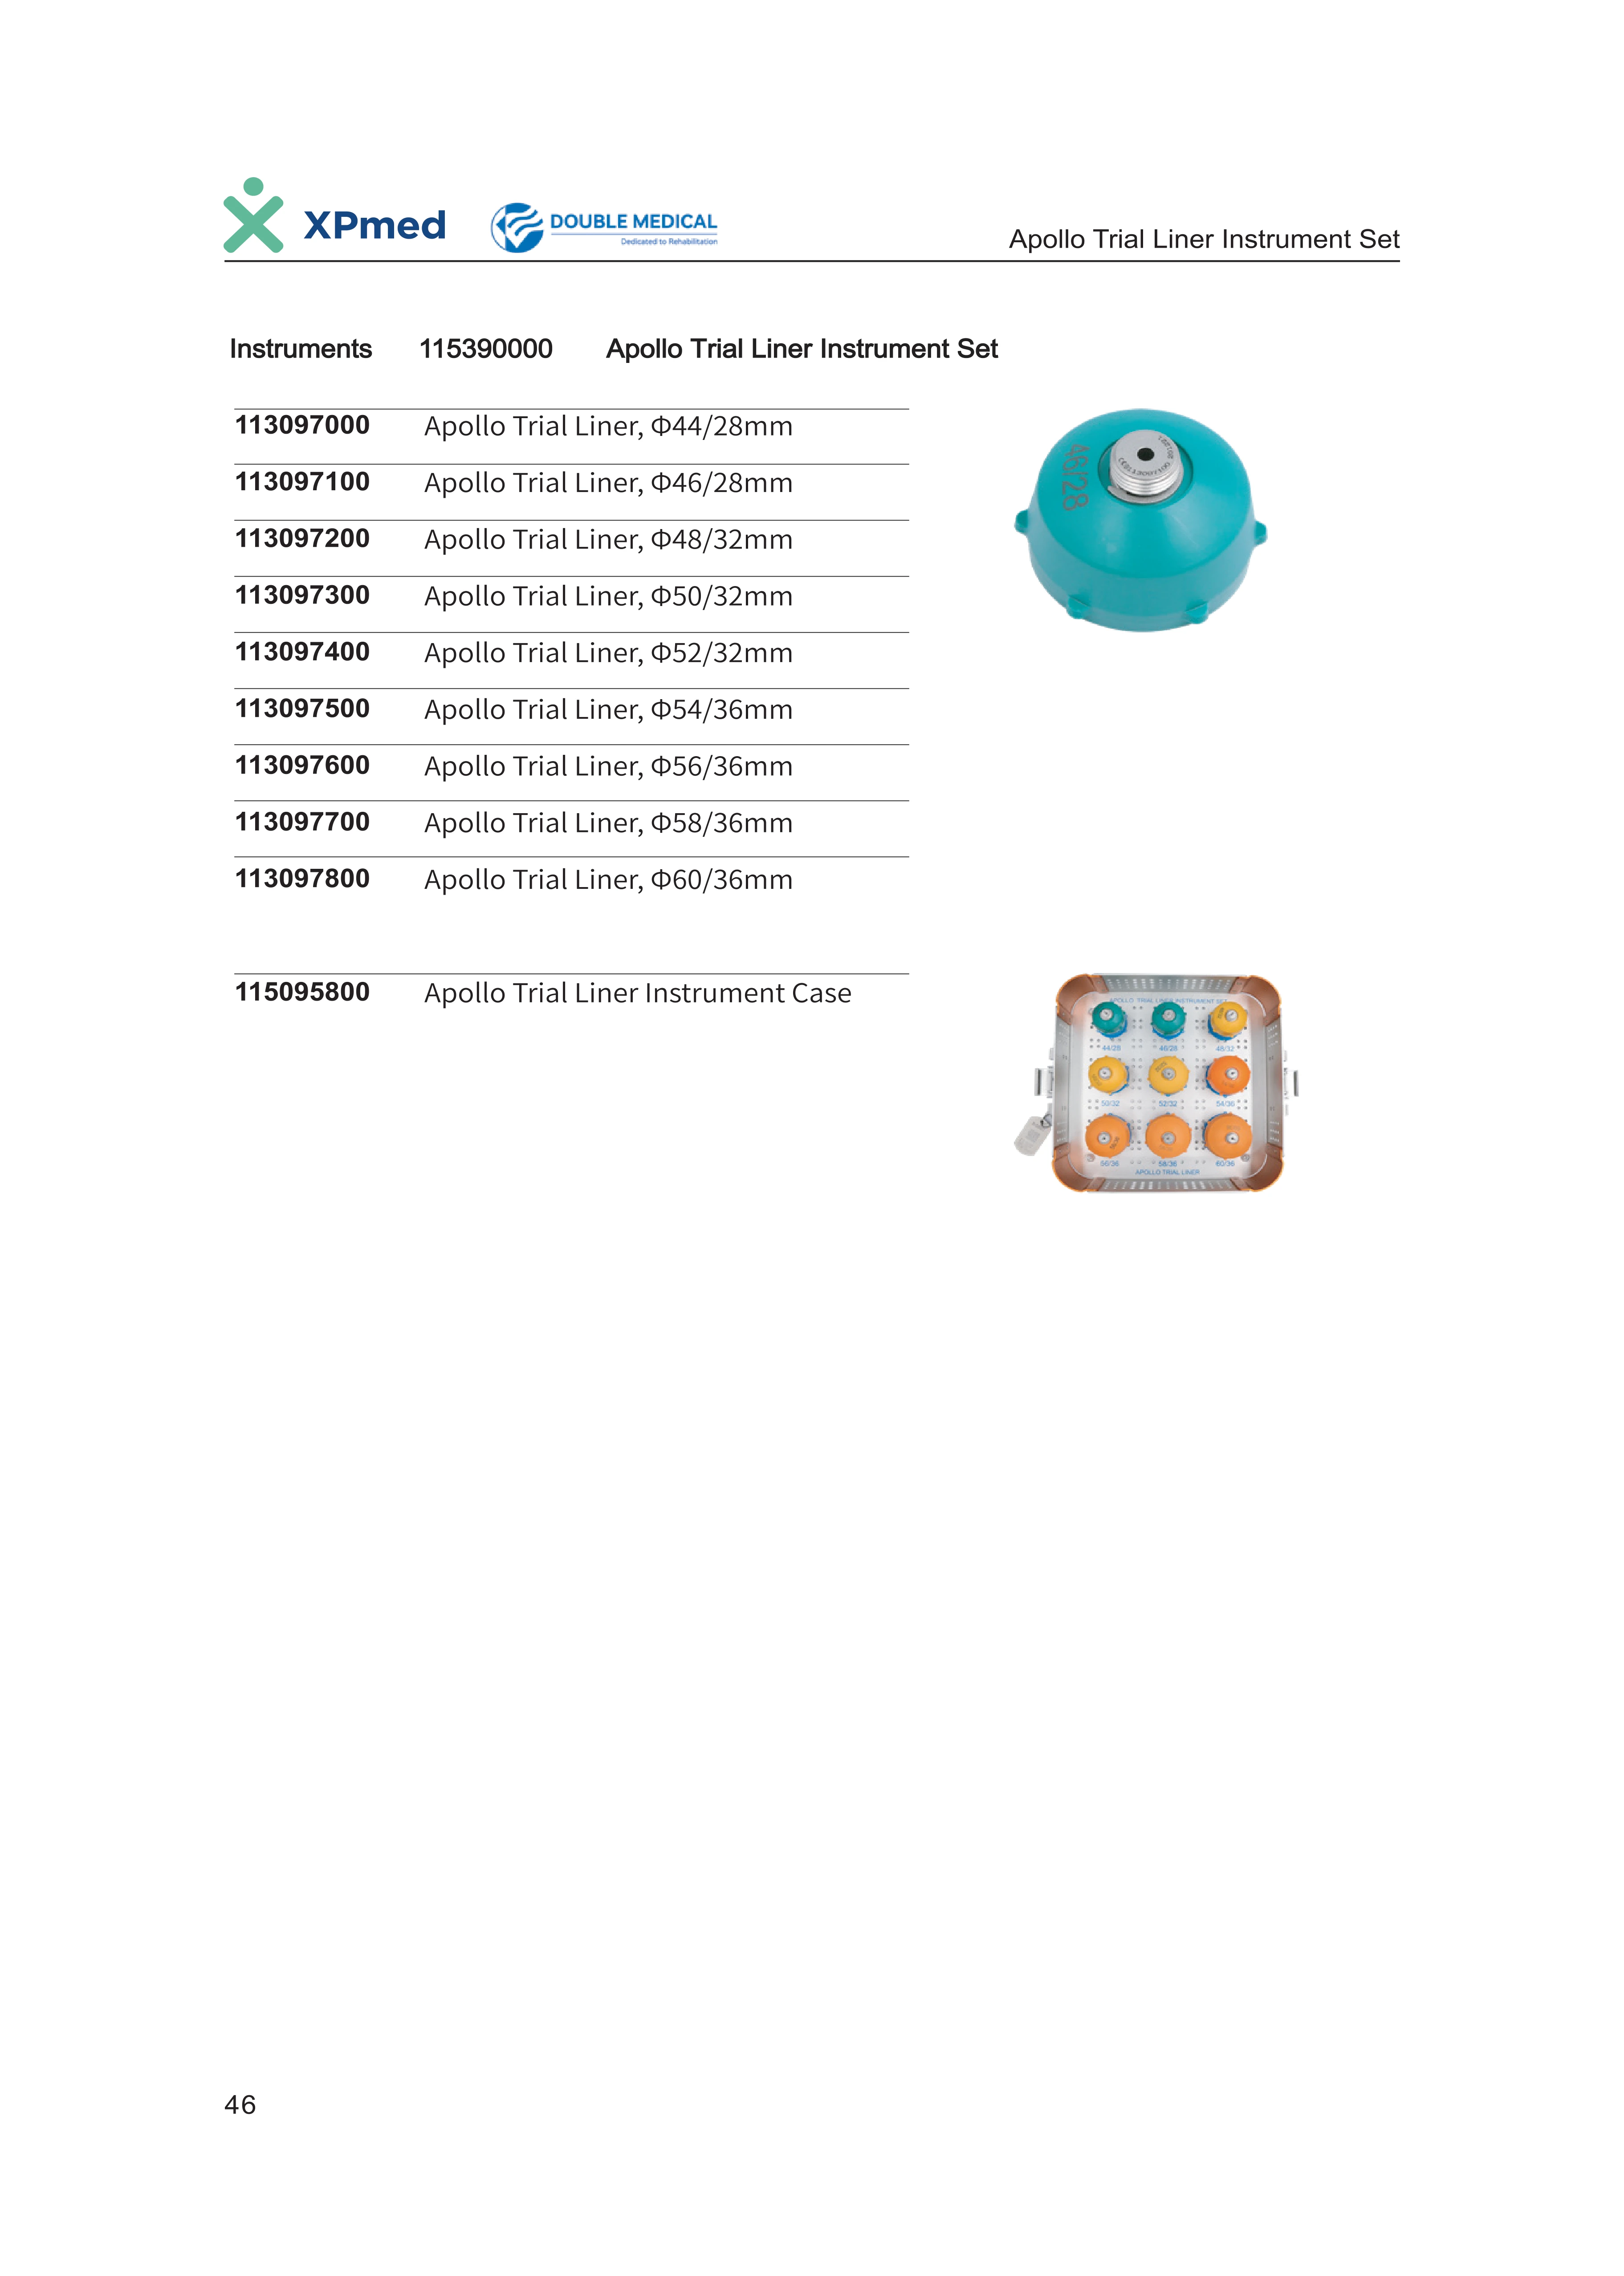 XPmed
DOUBLE MEDICAL
Dedicated to Rehabilitation
Apollo Trial Liner Instrument Set
Instruments 115390000 Apollo Trial Liner Instrument Set
113097000 Apollo Trial Liner, Φ44/28mm
113097100 Apollo Trial Liner, Φ46/28mm
113097200 Apollo Trial Liner, Φ48/32mm
113097300 Apollo Trial Liner, Φ50/32mm
113097400 Apollo Trial Liner, Φ52/32mm
113097500 Apollo Trial Liner, Φ54/36mm
113097600 Apollo Trial Liner, Φ56/36mm
113097700 Apollo Trial Liner, Φ58/36mm
113097800 Apollo Trial Liner, Φ60/36mm
46/28
115095800 Apollo Trial Liner Instrument Case
APOLLO TRIAL LINER INSTRUMENT SET
44/28 46/28 48/32
50/32 52/32 54/36
56/36 58/36 60/36
APOLLO TRIAL LINER
46